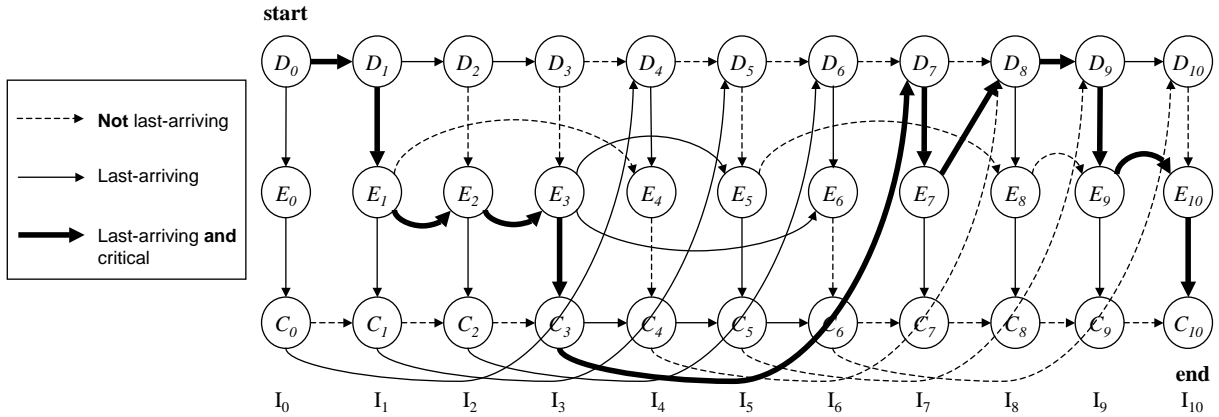 start
D0 D1 D2 D3 D4 D5 D6 D7 D8 D9 D10
Not last-arriving
Last-arriving
Last-arriving and
critical
E0 E1 E2 E3 E4 E5 E6 E7 E8 E9 E10
C0 C1 C2 C3 C4 C5 C6 C7 C8 C9 C10
end
I0 I1 I2 I3 I4 I5 I6 I7 I8 I9 I10